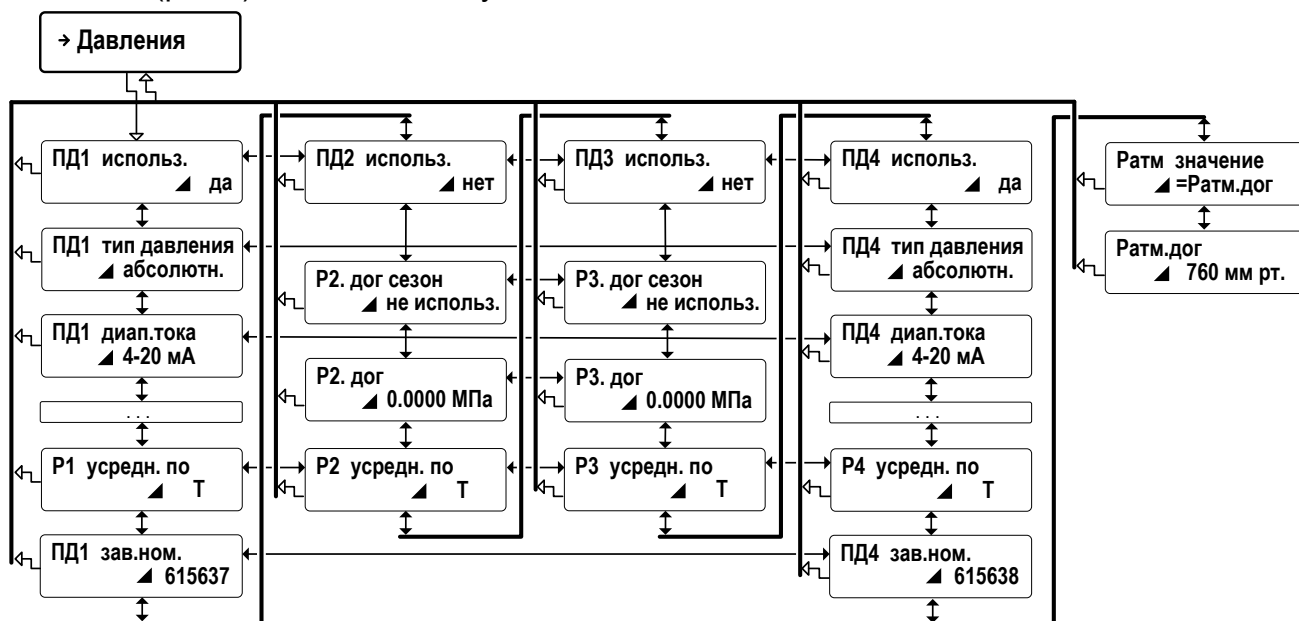 → Давления
ПД1 использ.
да
ПД2 использ.
нет
ПД3 использ.
нет
ПД4 использ.
да
Ратм значение
=Ратм.дог
ПД1 тип давления
абсолютн.
ПД4 тип давления
абсолютн.
Ратм.дог
760 мм рт.
Р2. дог сезон
не использ.
Р3. дог сезон
не использ.
ПД1 диап.тока
4-20 мА
ПД4 диап.тока
4-20 мА
Р2. дог
0.0000 МПа
Р3. дог
0.0000 МПа
. . .
. . .
Р1 усредн. по
Т
Р2 усредн. по
Т
Р3 усредн. по
Т
Р4 усредн. по
Т
ПД1 зав.ном.
615637
ПД4 зав.ном.
615638